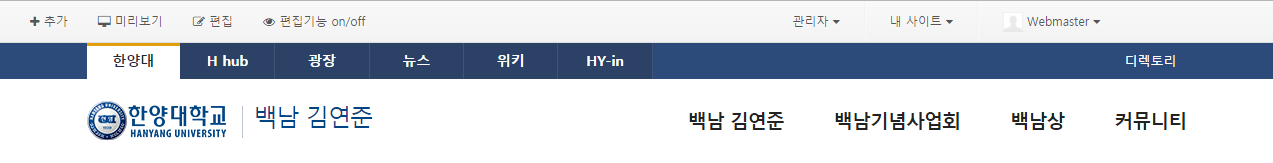 추가 미리보기 편집 편집기능 on/off 관리자 내 사이트 Webmaster
한양대 H hub 광장 뉴스 위키 HY-in 디렉토리
한양대학교 백남 김연준 백남 김연준 백남기념사업회 백남상 커뮤니티
HANYANG UNIVERSITY